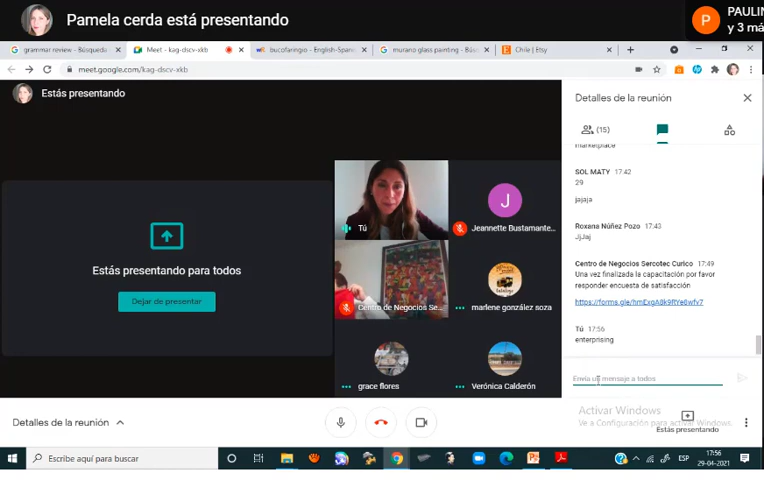 Pamela cerda está presentando
P
PAULIN
y 3 má
grammar review - Búsqueda
Meet - kag-dscv-xkb
bucofaringio - English-Span
murano glass painting - Bús
Chile | Etsy
meet.google.com/kag-dscv-xkb
Estás presentando
Detalles de la reunión
(15)
marketplace
SOL MATY 17:42
29
jajaja
Roxana Núñez Pozo 17:43
JjJaj
Centro de Negocios Sercotec Curico 17:49
Una vez finalizada la capacitación por favor
responder encuesta de satisfacción
https://forms.gle/hmExgA8k9RYe6wfv7
Tú 17:56
enterprising
Estás presentando para todos
Dejar de presentar
Tú
J
Jeannette Bustamante...
Centro de Negocios Se...
marlene gonzález soza
grace flores
Verónica Calderón
Envía un mensaje a todos
Activar Windows
Ve a Configuración para activar Windows.
Estás presentando
Detalles de la reunión
Escribe aquí para buscar
ESP
17:56
29-04-2021